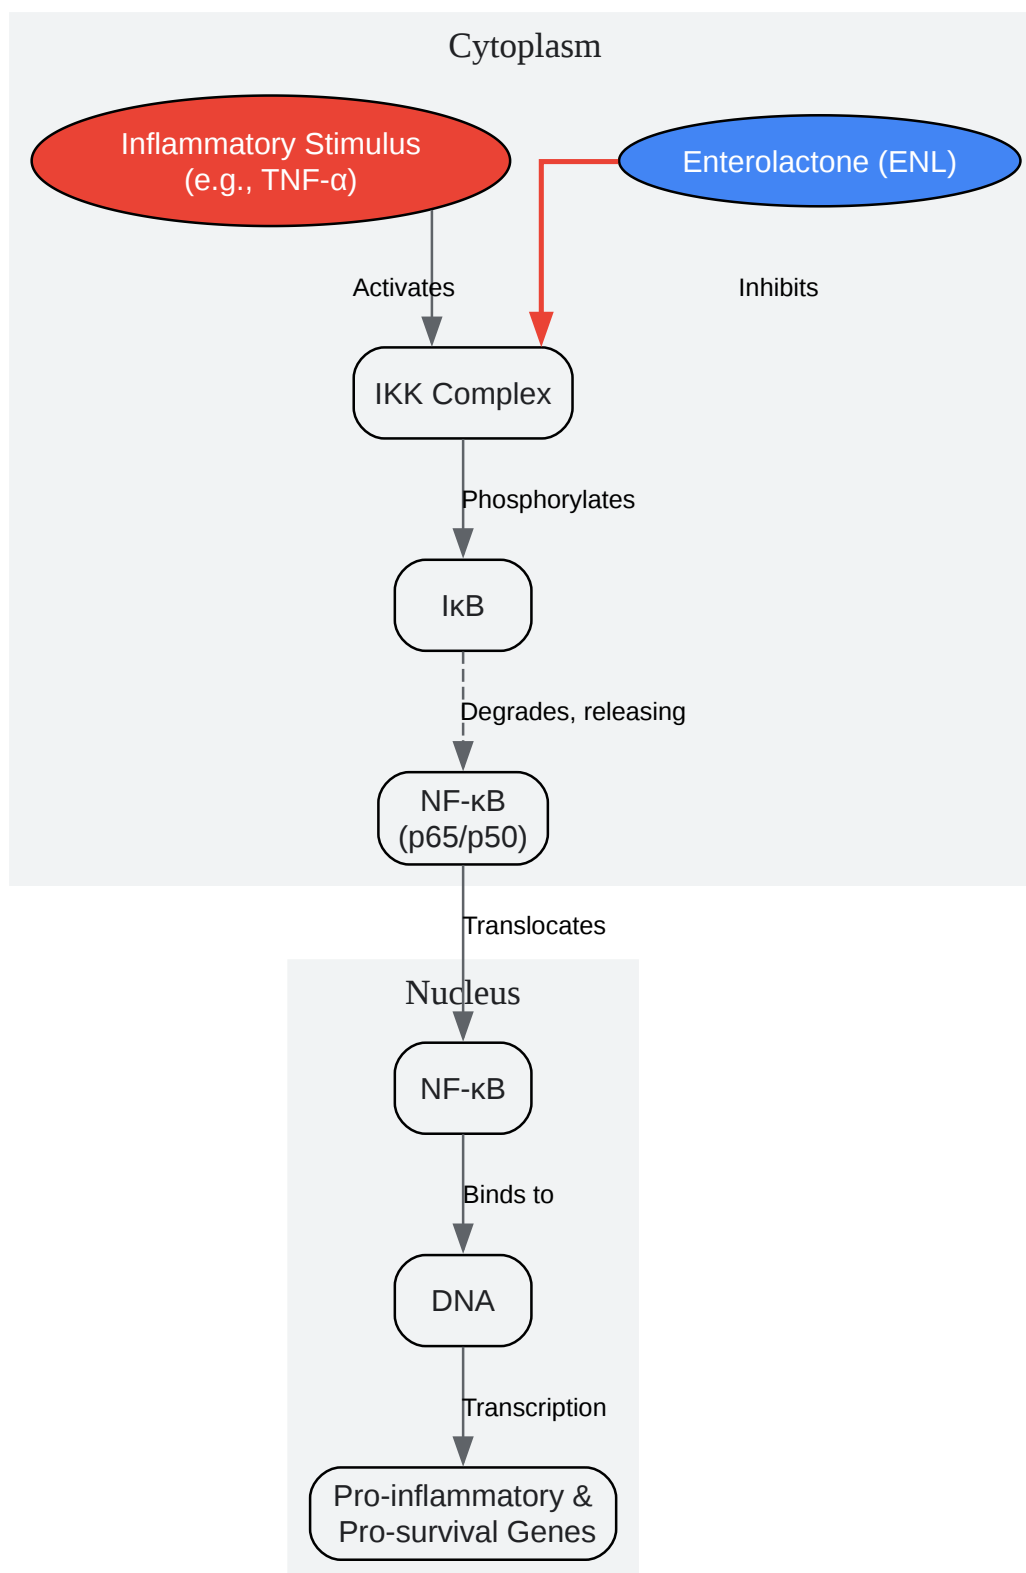 Cytoplasm
Inflammatory Stimulus
(e.g., TNF-α)
Enterolactone (ENL)
Activates
Inhibits
IKK Complex
Phosphorylates
IκB
Degrades, releasing
NF-κB
(p65/p50)
Translocates
Nucleus
NF-κB
Binds to
DNA
Transcription
Pro-inflammatory &
Pro-survival Genes